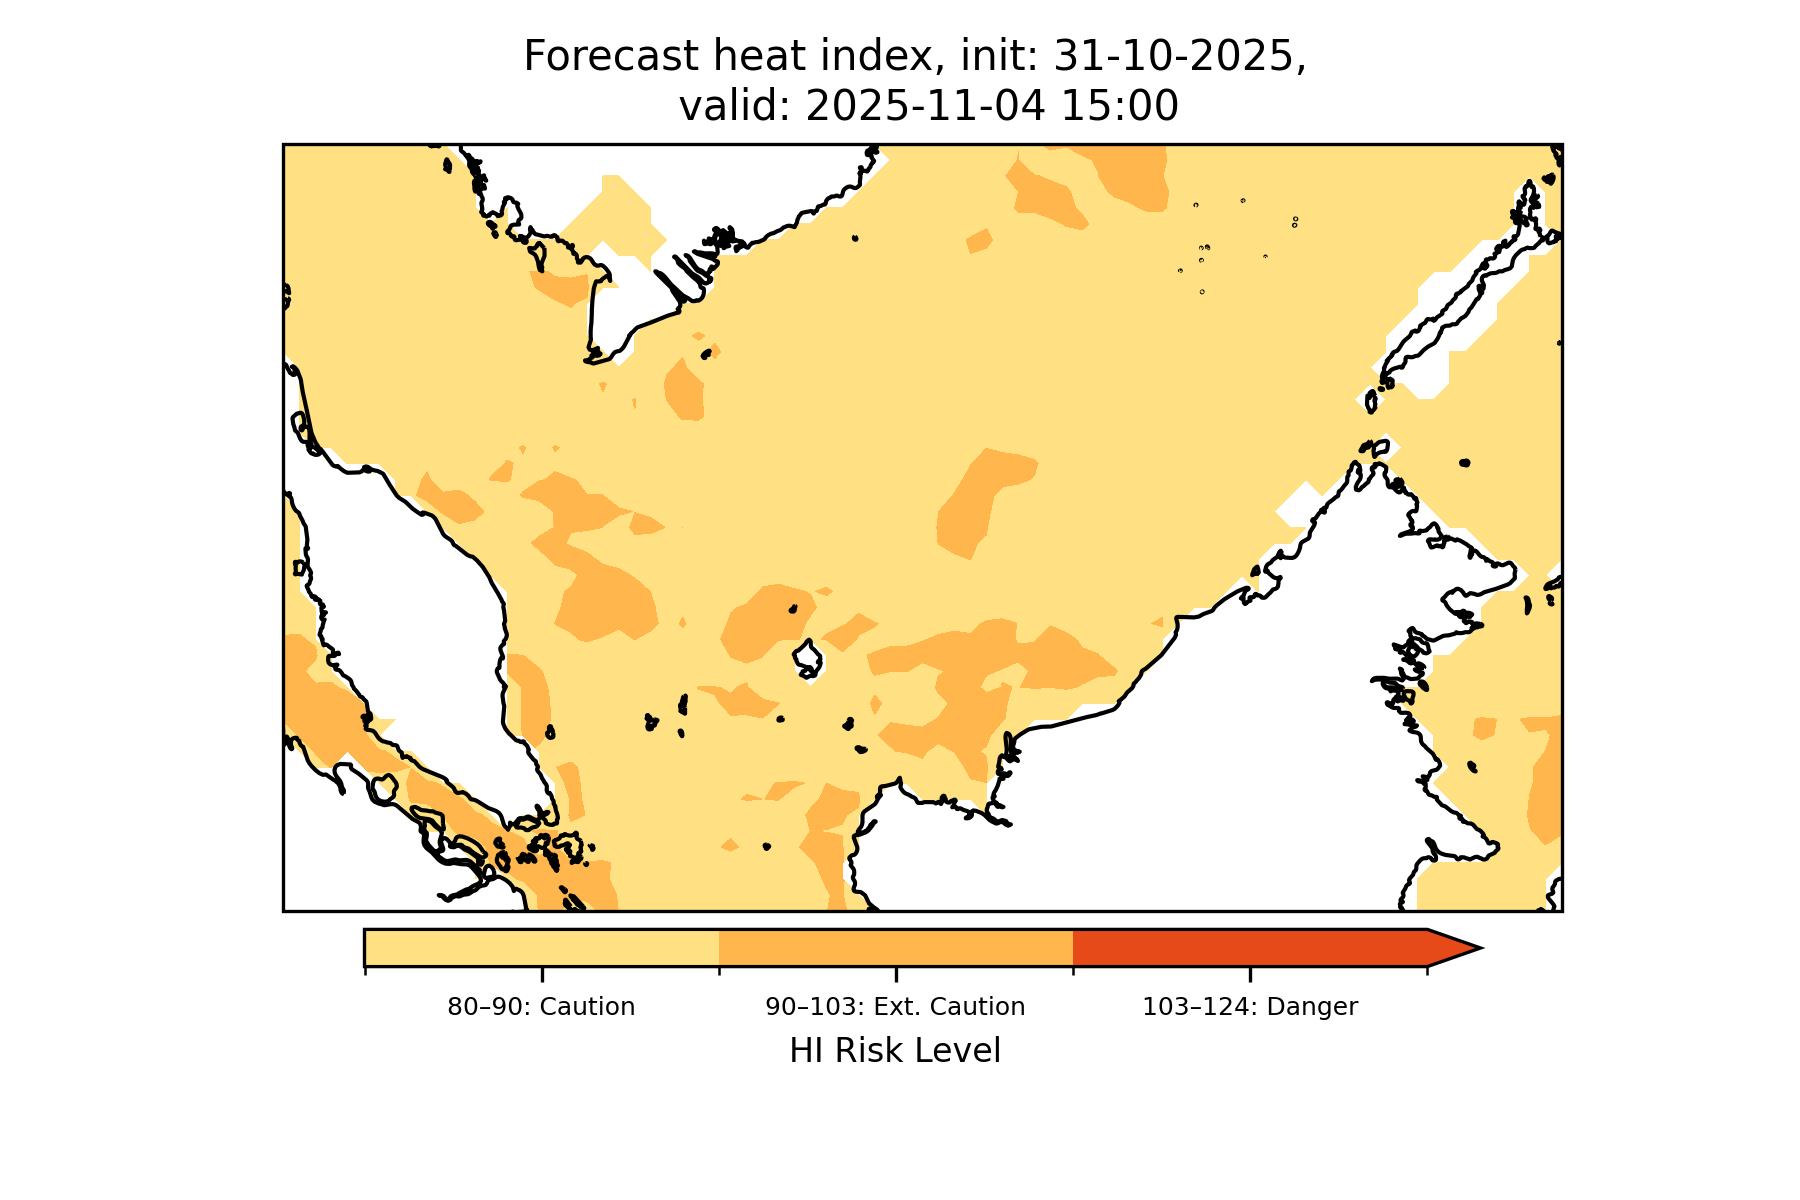 Forecast heat index, init: 31-10-2025,
valid: 2025-11-04 15:00
80–90: Caution
90–103: Ext. Caution
103–124: Danger
HI Risk Level